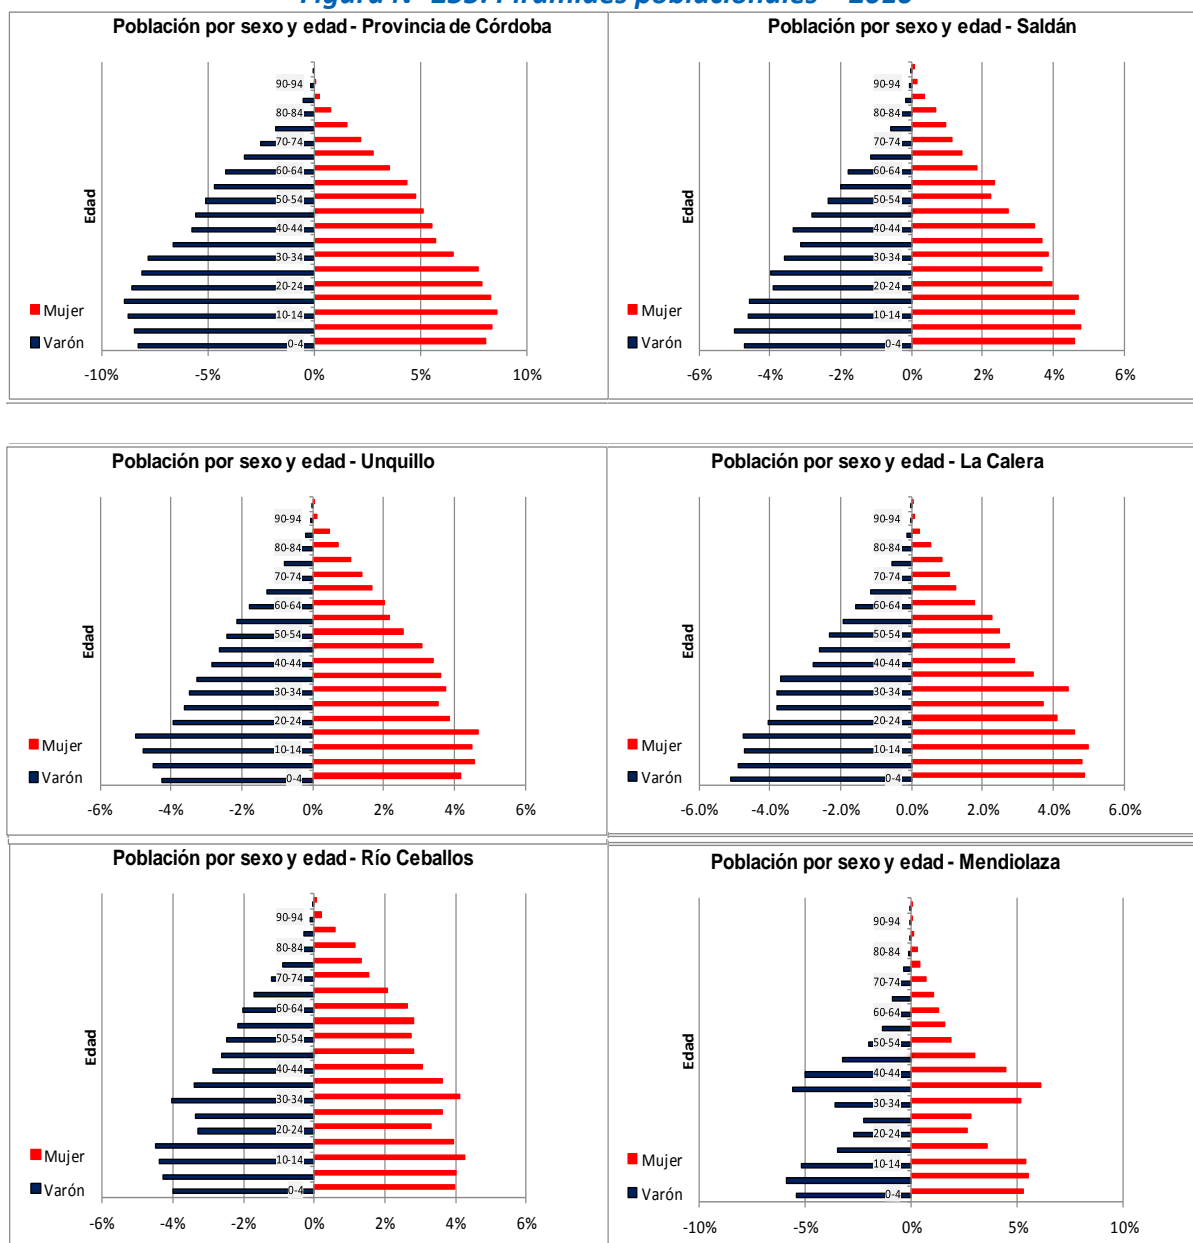 Población por sexo y edad - Provincia de Córdoba
90-94
80-84
70-74
60-64
50-54
40-44
30-34
20-24
10-14
0-4
Edad
Mujer
Varón
-10% -5% 0% 5% 10%
Población por sexo y edad - Saldán
90-94
80-84
70-74
60-64
50-54
40-44
30-34
20-24
10-14
0-4
Edad
Mujer
Varón
-6% -4% -2% 0% 2% 4% 6%
Población por sexo y edad - Unquillo
90-94
80-84
70-74
60-64
50-54
40-44
30-34
20-24
10-14
0-4
Edad
Mujer
Varón
-6% -4% -2% 0% 2% 4% 6%
Población por sexo y edad - La Calera
90-94
80-84
70-74
60-64
50-54
40-44
30-34
20-24
10-14
0-4
Edad
Mujer
Varón
-6.0% -4.0% -2.0% 0.0% 2.0% 4.0% 6.0%
Población por sexo y edad - Río Ceballos
90-94
80-84
70-74
60-64
50-54
40-44
30-34
20-24
10-14
0-4
Edad
Mujer
Varón
-6% -4% -2% 0% 2% 4% 6%
Población por sexo y edad - Mendiolaza
90-94
80-84
70-74
60-64
50-54
40-44
30-34
20-24
10-14
0-4
Edad
Mujer
Varón
-10% -5% 0% 5% 10%